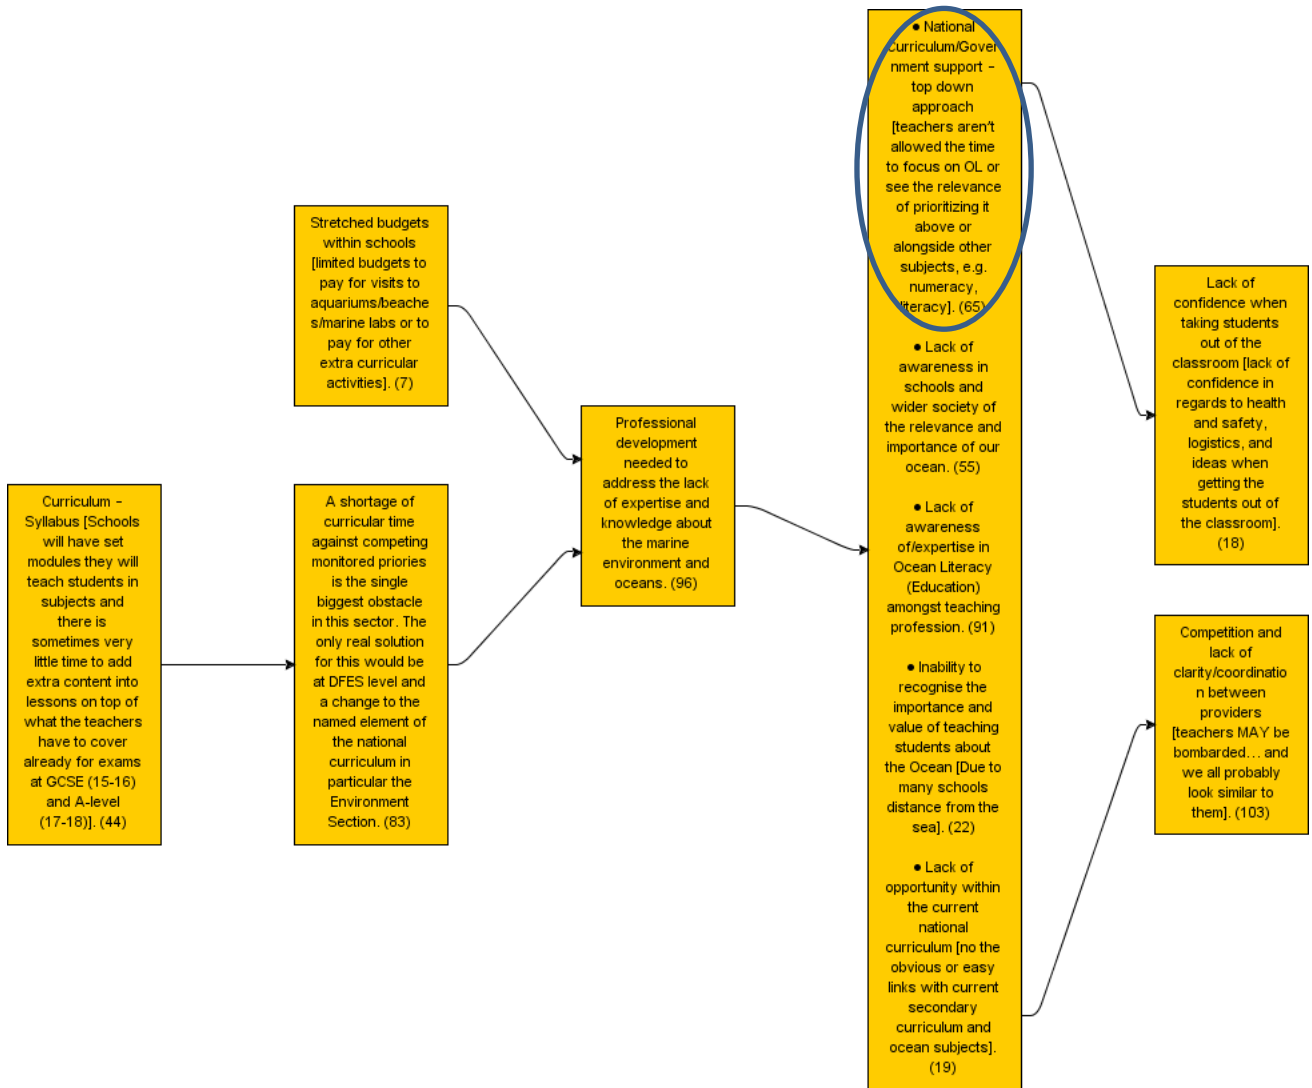 Curriculum –
Syllabus [Schools
will have set
modules they will
teach students in
subjects and
there is
sometimes very
little time to add
extra content into
lessons on top of
what the teachers
have to cover
already for exams
at GCSE (15-16)
and A-level
(17-18)]. (44)
Stretched budgets
within schools
[limited budgets to
pay for visits to
aquariums/beache
s/marine labs or to
pay for other
extra curricular
activities]. (7)
A shortage of
curricular time
against competing
monitored priories
is the single
biggest obstacle
in this sector. The
only real solution
for this would be
at DFES level and
a change to the
named element of
the national
curriculum in
particular the
Environment
Section. (83)
Professional
development
needed to
address the lack
of expertise and
knowledge about
the marine
environment and
oceans. (96)
● National
Curriculum/Gover
nment support –
top down
approach
[teachers aren't
allowed the time
to focus on OL or
see the relevance
of prioritizing it
above or
alongside other
subjects, e.g.
numeracy,
literacy]. (65)
● Lack of
awareness in
schools and
wider society of
the relevance and
importance of our
ocean. (55)
● Lack of
awareness
of/expertise in
Ocean Literacy
(Education)
amongst teaching
profession. (91)
● Inability to
recognise the
importance and
value of teaching
students about
the Ocean [Due to
many schools
distance from the
sea]. (22)
● Lack of
opportunity within
the current
national
curriculum [no the
obvious or easy
links with current
secondary
curriculum and
ocean subjects].
(19)
Lack of
confidence when
taking students
out of the
classroom [lack of
confidence in
regards to health
and safety,
logistics, and
ideas when
getting the
students out of
the classroom].
(18)
Competition and
lack of
clarity/coordinatio
n between
providers
[teachers MAY be
bombarded... and
we all probably
look similar to
them]. (103)